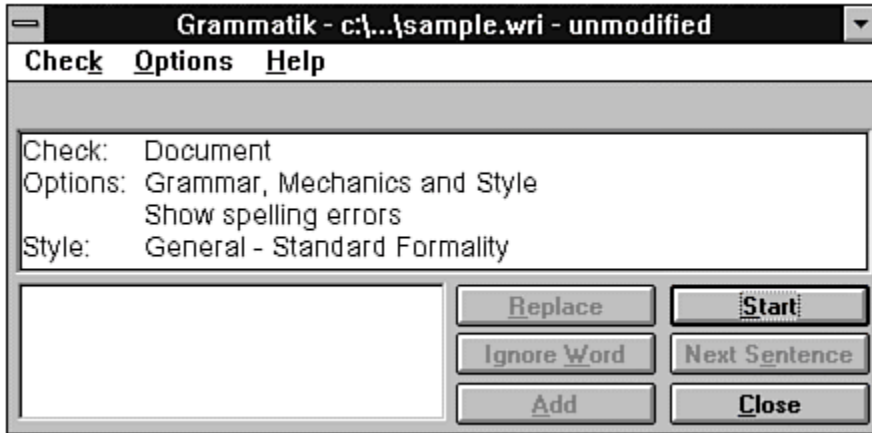 Grammatik - c:\...\sample.wri - unmodified
Check Options Help
Check: Document
Options: Grammar, Mechanics and Style
Show spelling errors
Style: General - Standard Formality
Replace Start
Ignore Word Next Sentence
Add Close